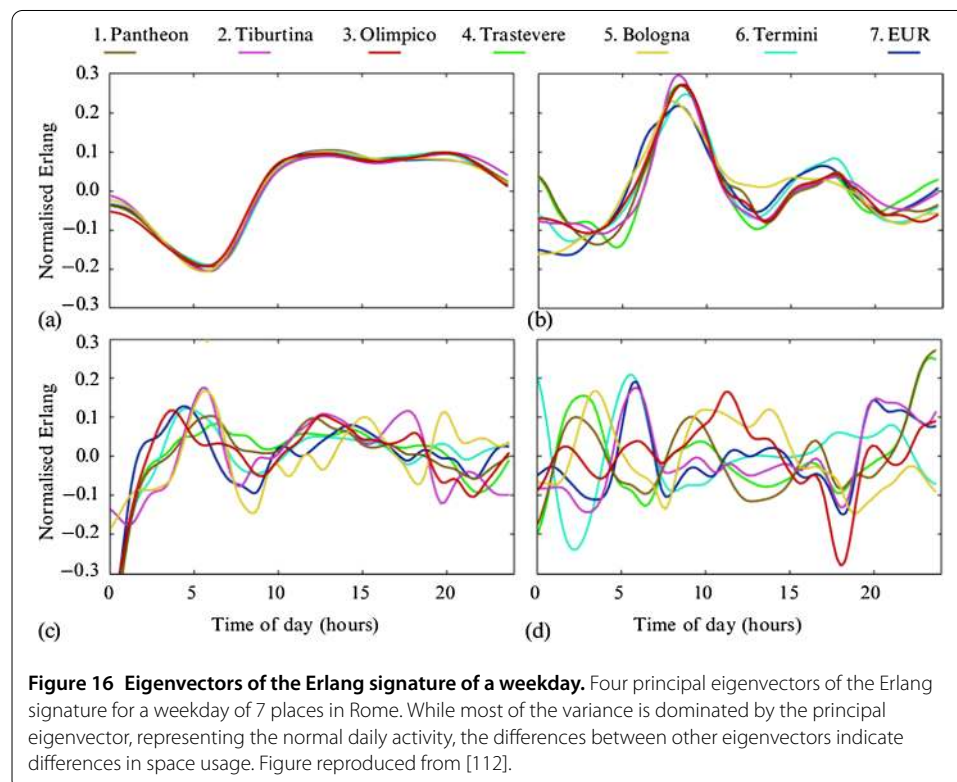 1. Pantheon 2. Tiburtina 3. Olimpico 4. Trastevere 5. Bologna 6. Termini 7. EUR
0.3
0.2
0.1
0.0
−0.1
−0.2
−0.3
Normalised Erlang
(a)
(b)
0.3
0.2
0.1
0.0
−0.1
−0.2
−0.3
Normalised Erlang
0 5 10 15 20 0 5 10 15 20
(c) Time of day (hours) (d) Time of day (hours)
Figure 16 Eigenvectors of the Erlang signature of a weekday. Four principal eigenvectors of the Erlang
signature for a weekday of 7 places in Rome. While most of the variance is dominated by the principal
eigenvector, representing the normal daily activity, the differences between other eigenvectors indicate
differences in space usage. Figure reproduced from [112].